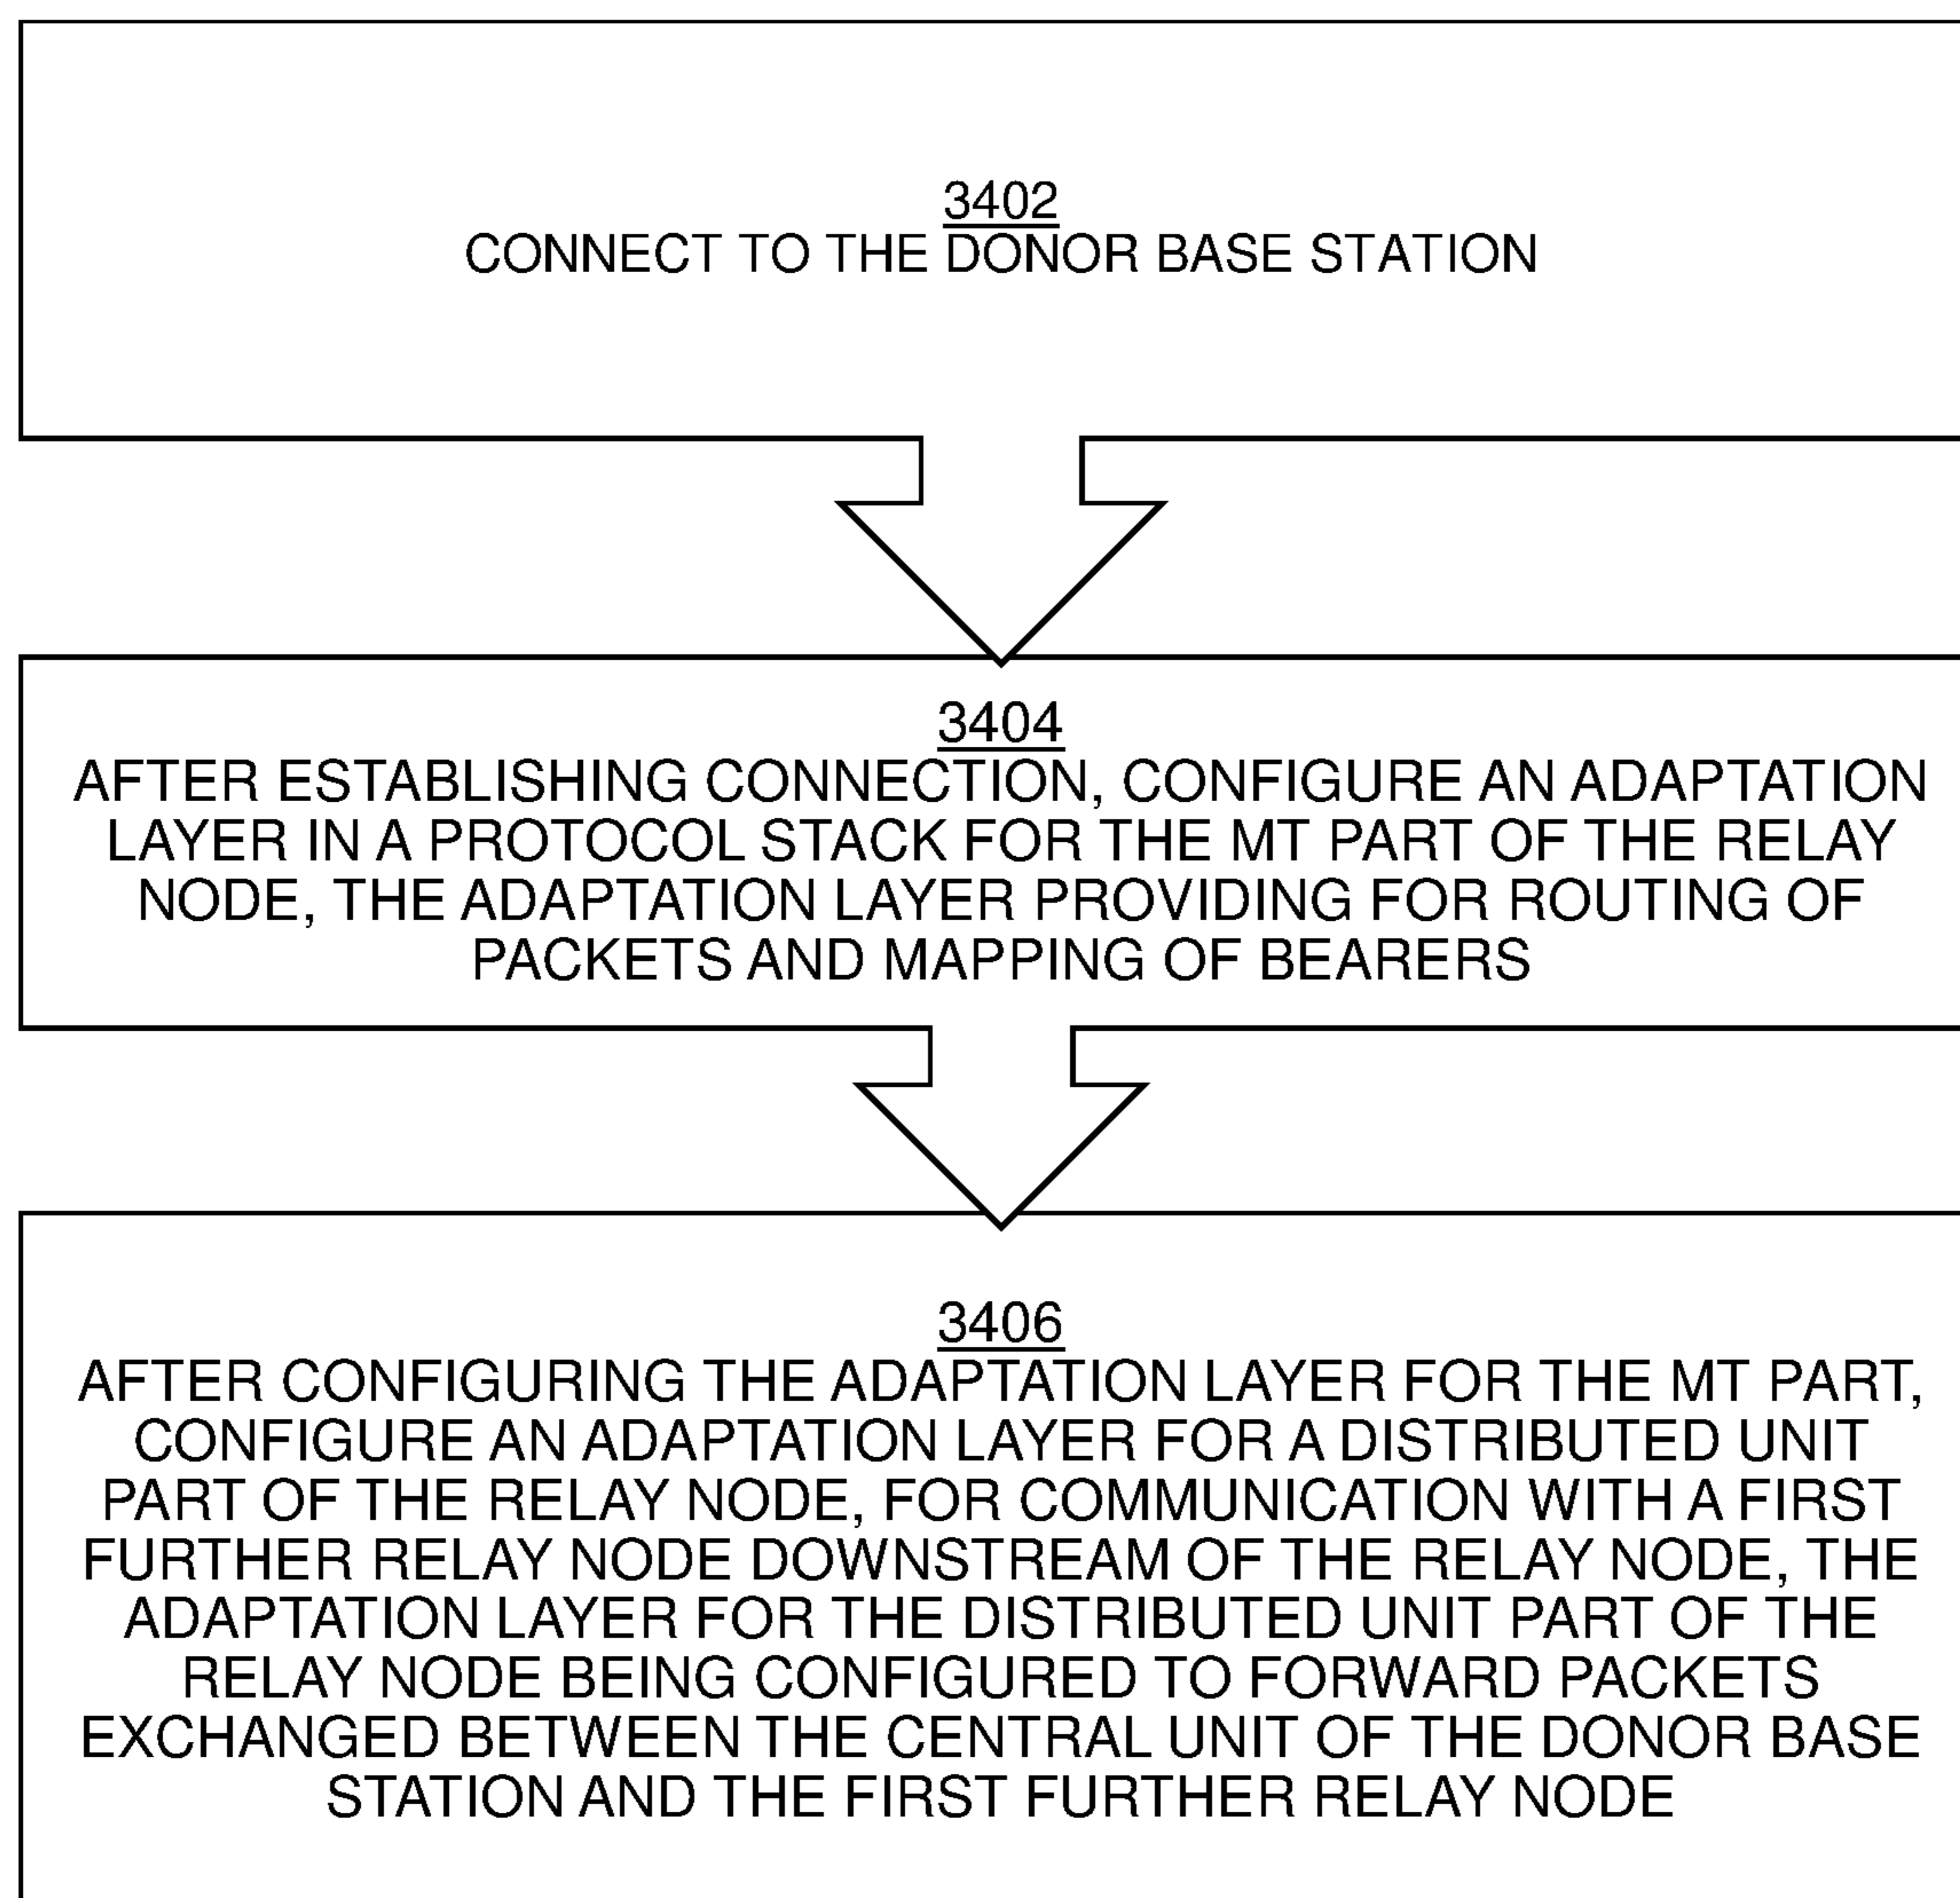 3402
CONNECT TO THE DONOR BASE STATION
3404
AFTER ESTABLISHING CONNECTION, CONFIGURE AN ADAPTATION
LAYER IN A PROTOCOL STACK FOR THE MT PART OF THE RELAY
NODE, THE ADAPTATION LAYER PROVIDING FOR ROUTING OF
PACKETS AND MAPPING OF BEARERS
3406
AFTER CONFIGURING THE ADAPTATION LAYER FOR THE MT PART,
CONFIGURE AN ADAPTATION LAYER FOR A DISTRIBUTED UNIT
PART OF THE RELAY NODE, FOR COMMUNICATION WITH A FIRST
FURTHER RELAY NODE DOWNSTREAM OF THE RELAY NODE, THE
ADAPTATION LAYER FOR THE DISTRIBUTED UNIT PART OF THE
RELAY NODE BEING CONFIGURED TO FORWARD PACKETS
EXCHANGED BETWEEN THE CENTRAL UNIT OF THE DONOR BASE
STATION AND THE FIRST FURTHER RELAY NODE